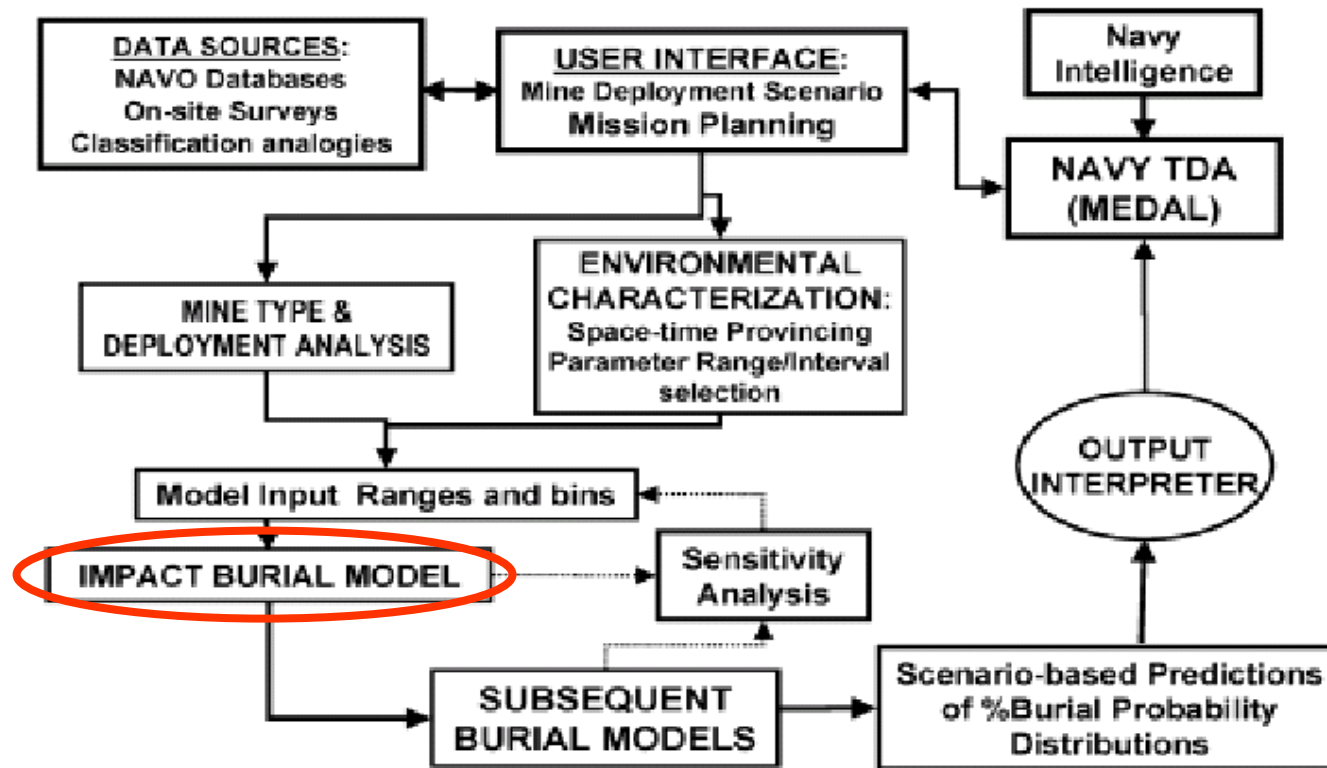 DATA SOURCES:
NAVO Databases
On-site Surveys
Classification analogies
USER INTERFACE:
Mine Deployment Scenario
Mission Planning
Navy
Intelligence
NAVY TDA
(MEDAL)
MINE TYPE &
DEPLOYMENT ANALYSIS
ENVIRONMENTAL
CHARACTERIZATION:
Space-time Provincing
Parameter Range/Interval
selection
OUTPUT
INTERPRETER
Model Input Ranges and bins
IMPACT BURIAL MODEL
Sensitivity
Analysis
SUBSEQUENT
BURIAL MODELS
Scenario-based Predictions
of %Burial Probability
Distributions